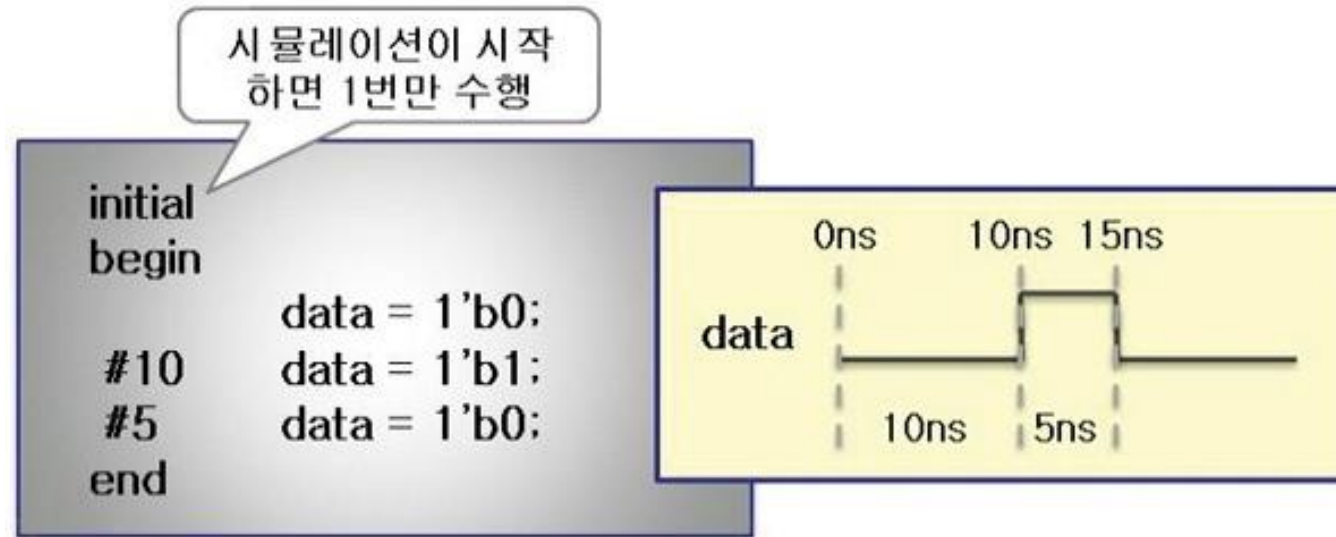 시뮬레이션이 시작
하면 1번만 수행
initial
begin
data = 1'b0;
#10 data = 1'b1;
#5 data = 1'b0;
end
0ns 10ns 15ns
data
10ns 5ns